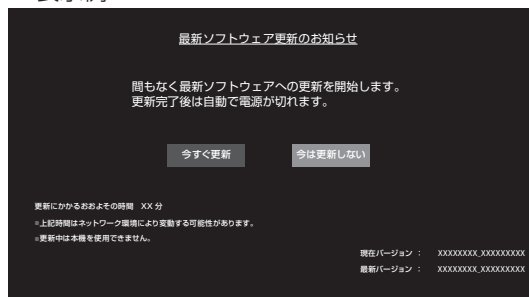 最新ソフトウェア更新のお知らせ
間もなく最新ソフトウェアへの更新を開始します。
更新完了後は自動で電源が切れます。
今すぐ更新
今は更新しない
更新にかかるおおよその時間 XX 分
※上記時間はネットワーク環境により変動する可能性があります。
※更新中は本機を使用できません。
現在バージョン : XXXXXXXX_XXXXXXXXX
最新バージョン : XXXXXXXX_XXXXXXXXX